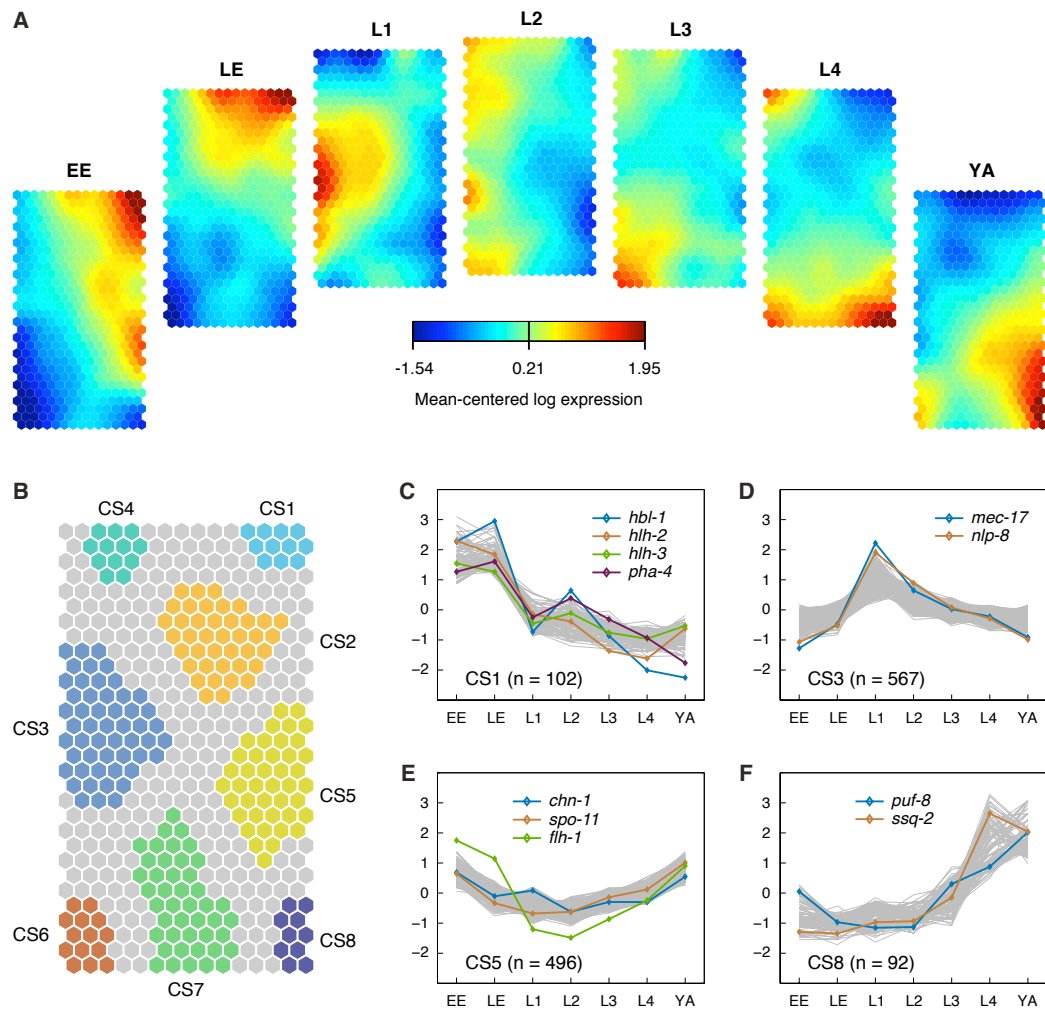 A
EE
LE
L1
L2
L3
L4
YA
-1.54
0.21
1.95
Mean-centered log expression
B
CS4
CS1
CS2
CS3
CS5
CS6
CS8
CS7
C
3
2
1
0
−1
−2
hbl-1
hlh-2
hlh-3
pha-4
CS1 (n = 102)
EE LE L1 L2 L3 L4 YA
D
3
2
1
0
−1
−2
mec-17
nlp-8
CS3 (n = 567)
EE LE L1 L2 L3 L4 YA
E
3
2
1
0
−1
−2
chn-1
spo-11
flh-1
CS5 (n = 496)
EE LE L1 L2 L3 L4 YA
F
3
2
1
0
−1
−2
puf-8
ssq-2
CS8 (n = 92)
EE LE L1 L2 L3 L4 YA